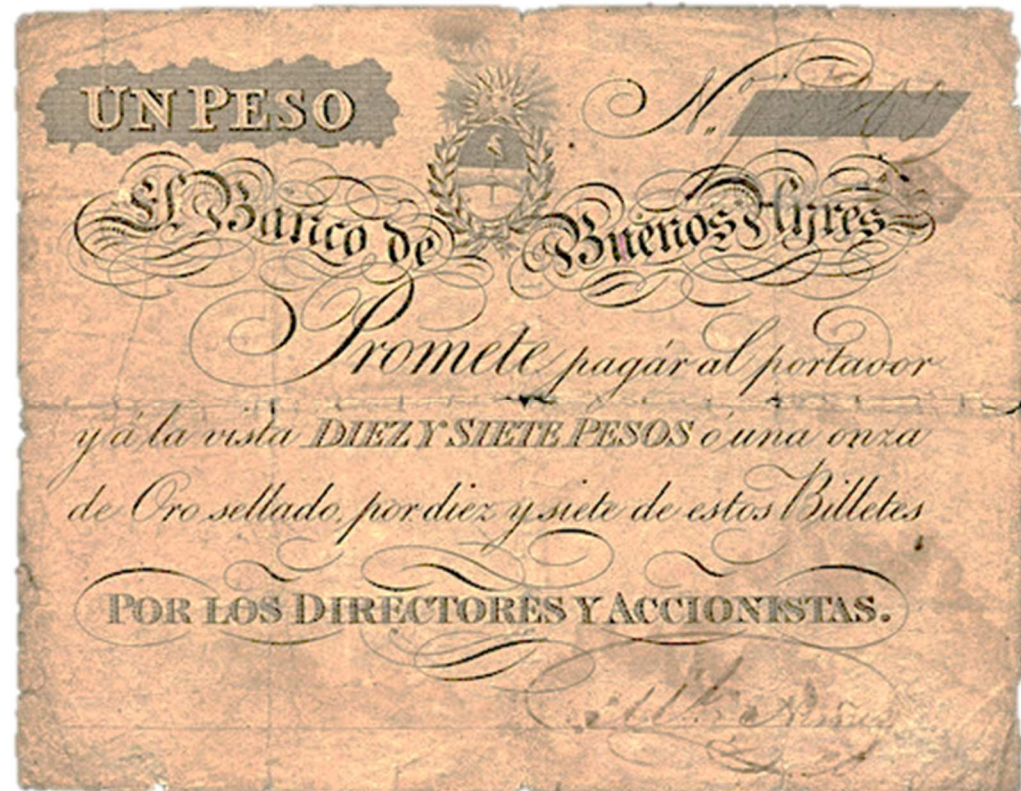 UN PESO
N.º
El Banco de Buenos Ayres
Promete pagár al portador
y á la vista DIEZ Y SIETE PESOS ó una onza
de Oro sellado, por diez y siete de estos Billetes
POR LOS DIRECTORES Y ACCIONISTAS.